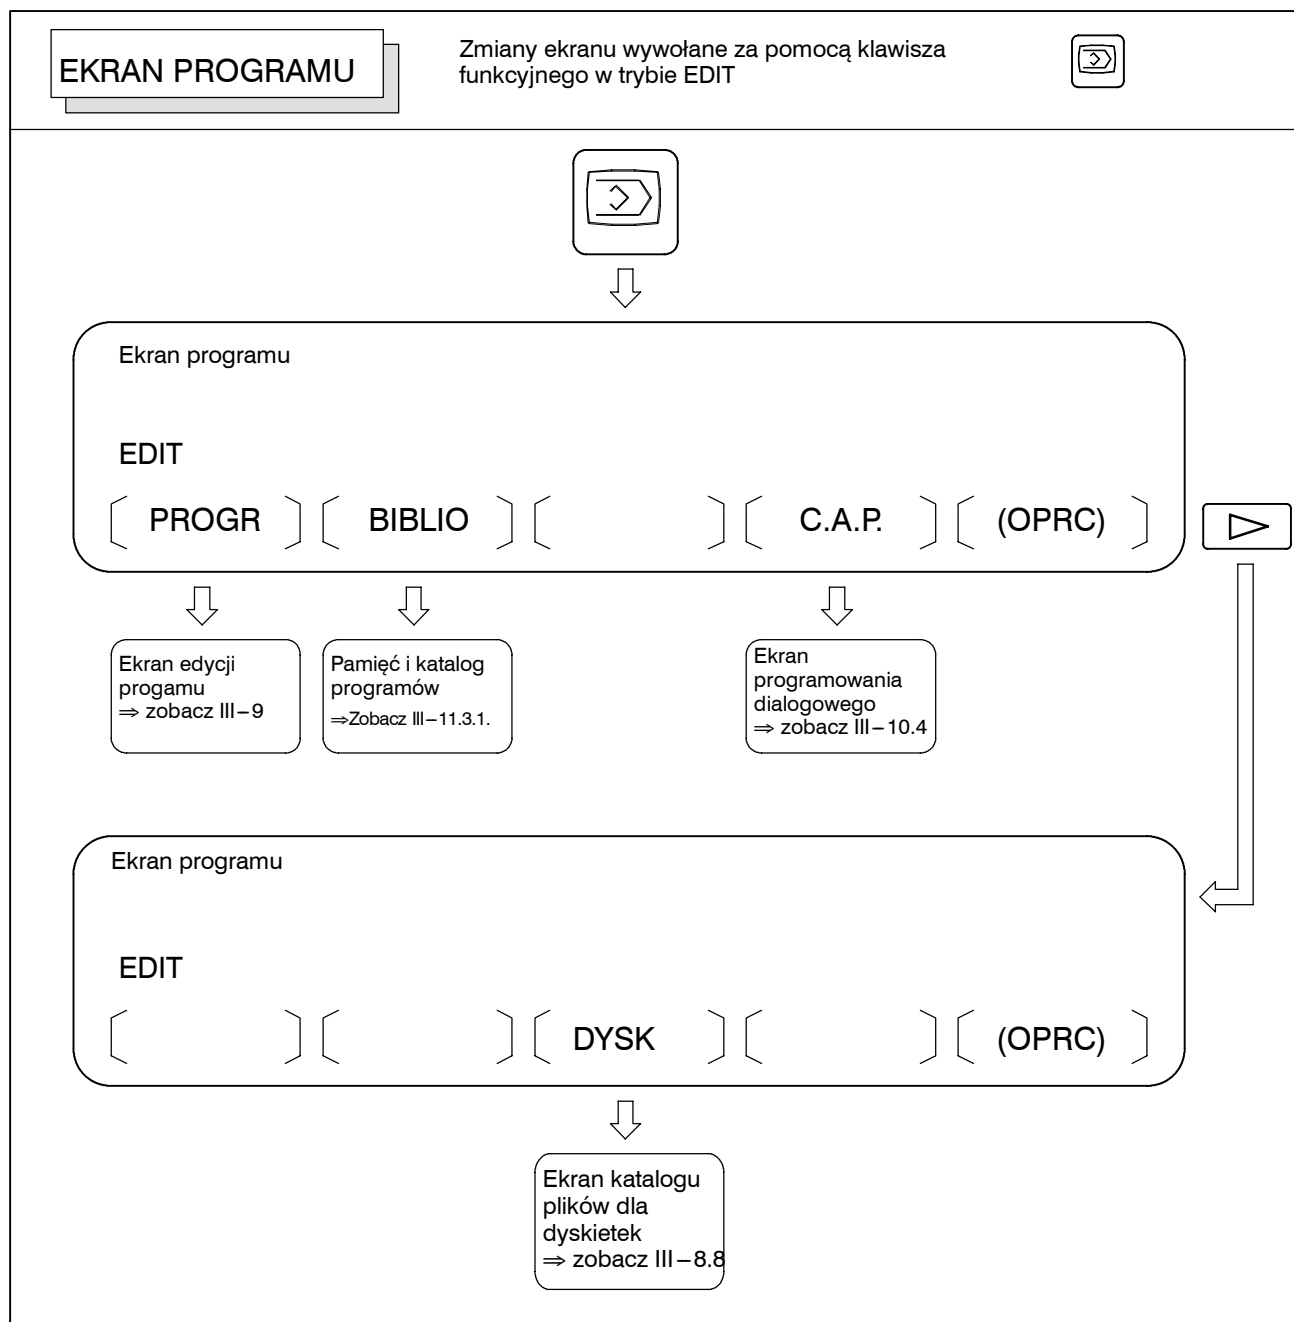 EKRAN PROGRAMU
Zmiany ekranu wywołane za pomocą klawisza
funkcyjnego w trybie EDIT
Ekran programu
EDIT
PROGR BIBLIO C.A.P. (OPRC)
Ekran edycji
progamu
⇒ zobacz III–9
Pamięć i katalog
programów
⇒Zobacz III–11.3.1.
Ekran
programowania
dialogowego
⇒ zobacz III–10.4
Ekran programu
EDIT
DYSK (OPRC)
Ekran katalogu
plików dla
dyskietek
⇒ zobacz III–8.8